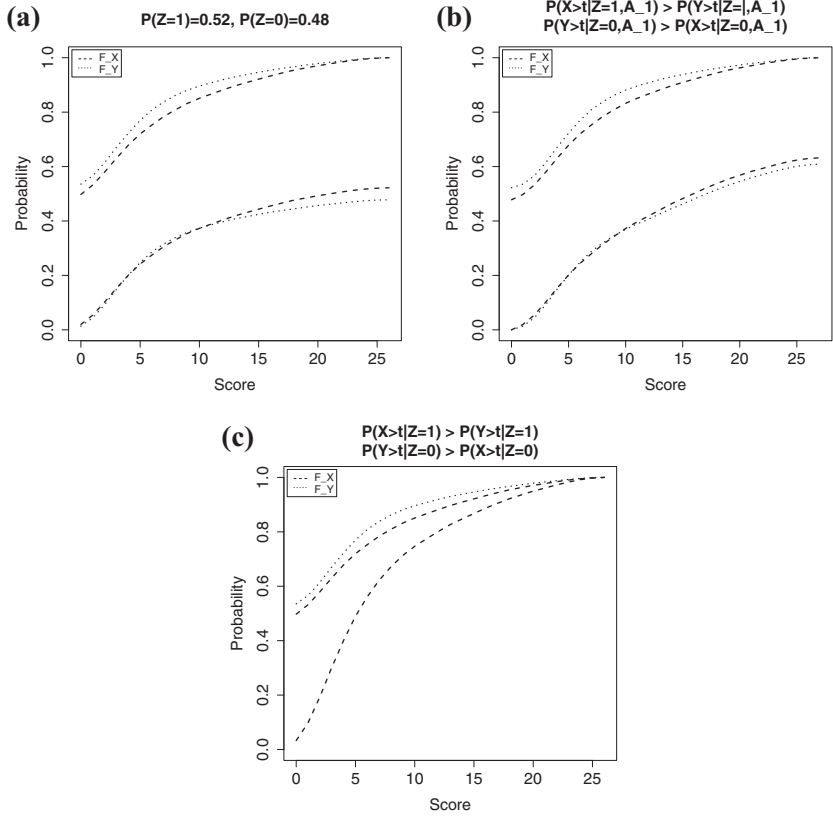 (a)
P(Z=1)=0.52, P(Z=0)=0.48
F_X
F_Y
Probability
0.0 0.2 0.4 0.6 0.8 1.0
0 5 10 15 20 25
Score
(b)
P(X>t|Z=1,A_1) > P(Y>t|Z=|,A_1)
P(Y>t|Z=0,A_1) > P(X>t|Z=0,A_1)
F_X
F_Y
Probability
0.0 0.2 0.4 0.6 0.8 1.0
0 5 10 15 20 25
Score
(c)
P(X>t|Z=1) > P(Y>t|Z=1)
P(Y>t|Z=0) > P(X>t|Z=0)
F_X
F_Y
Probability
0.0 0.2 0.4 0.6 0.8 1.0
0 5 10 15 20 25
Score